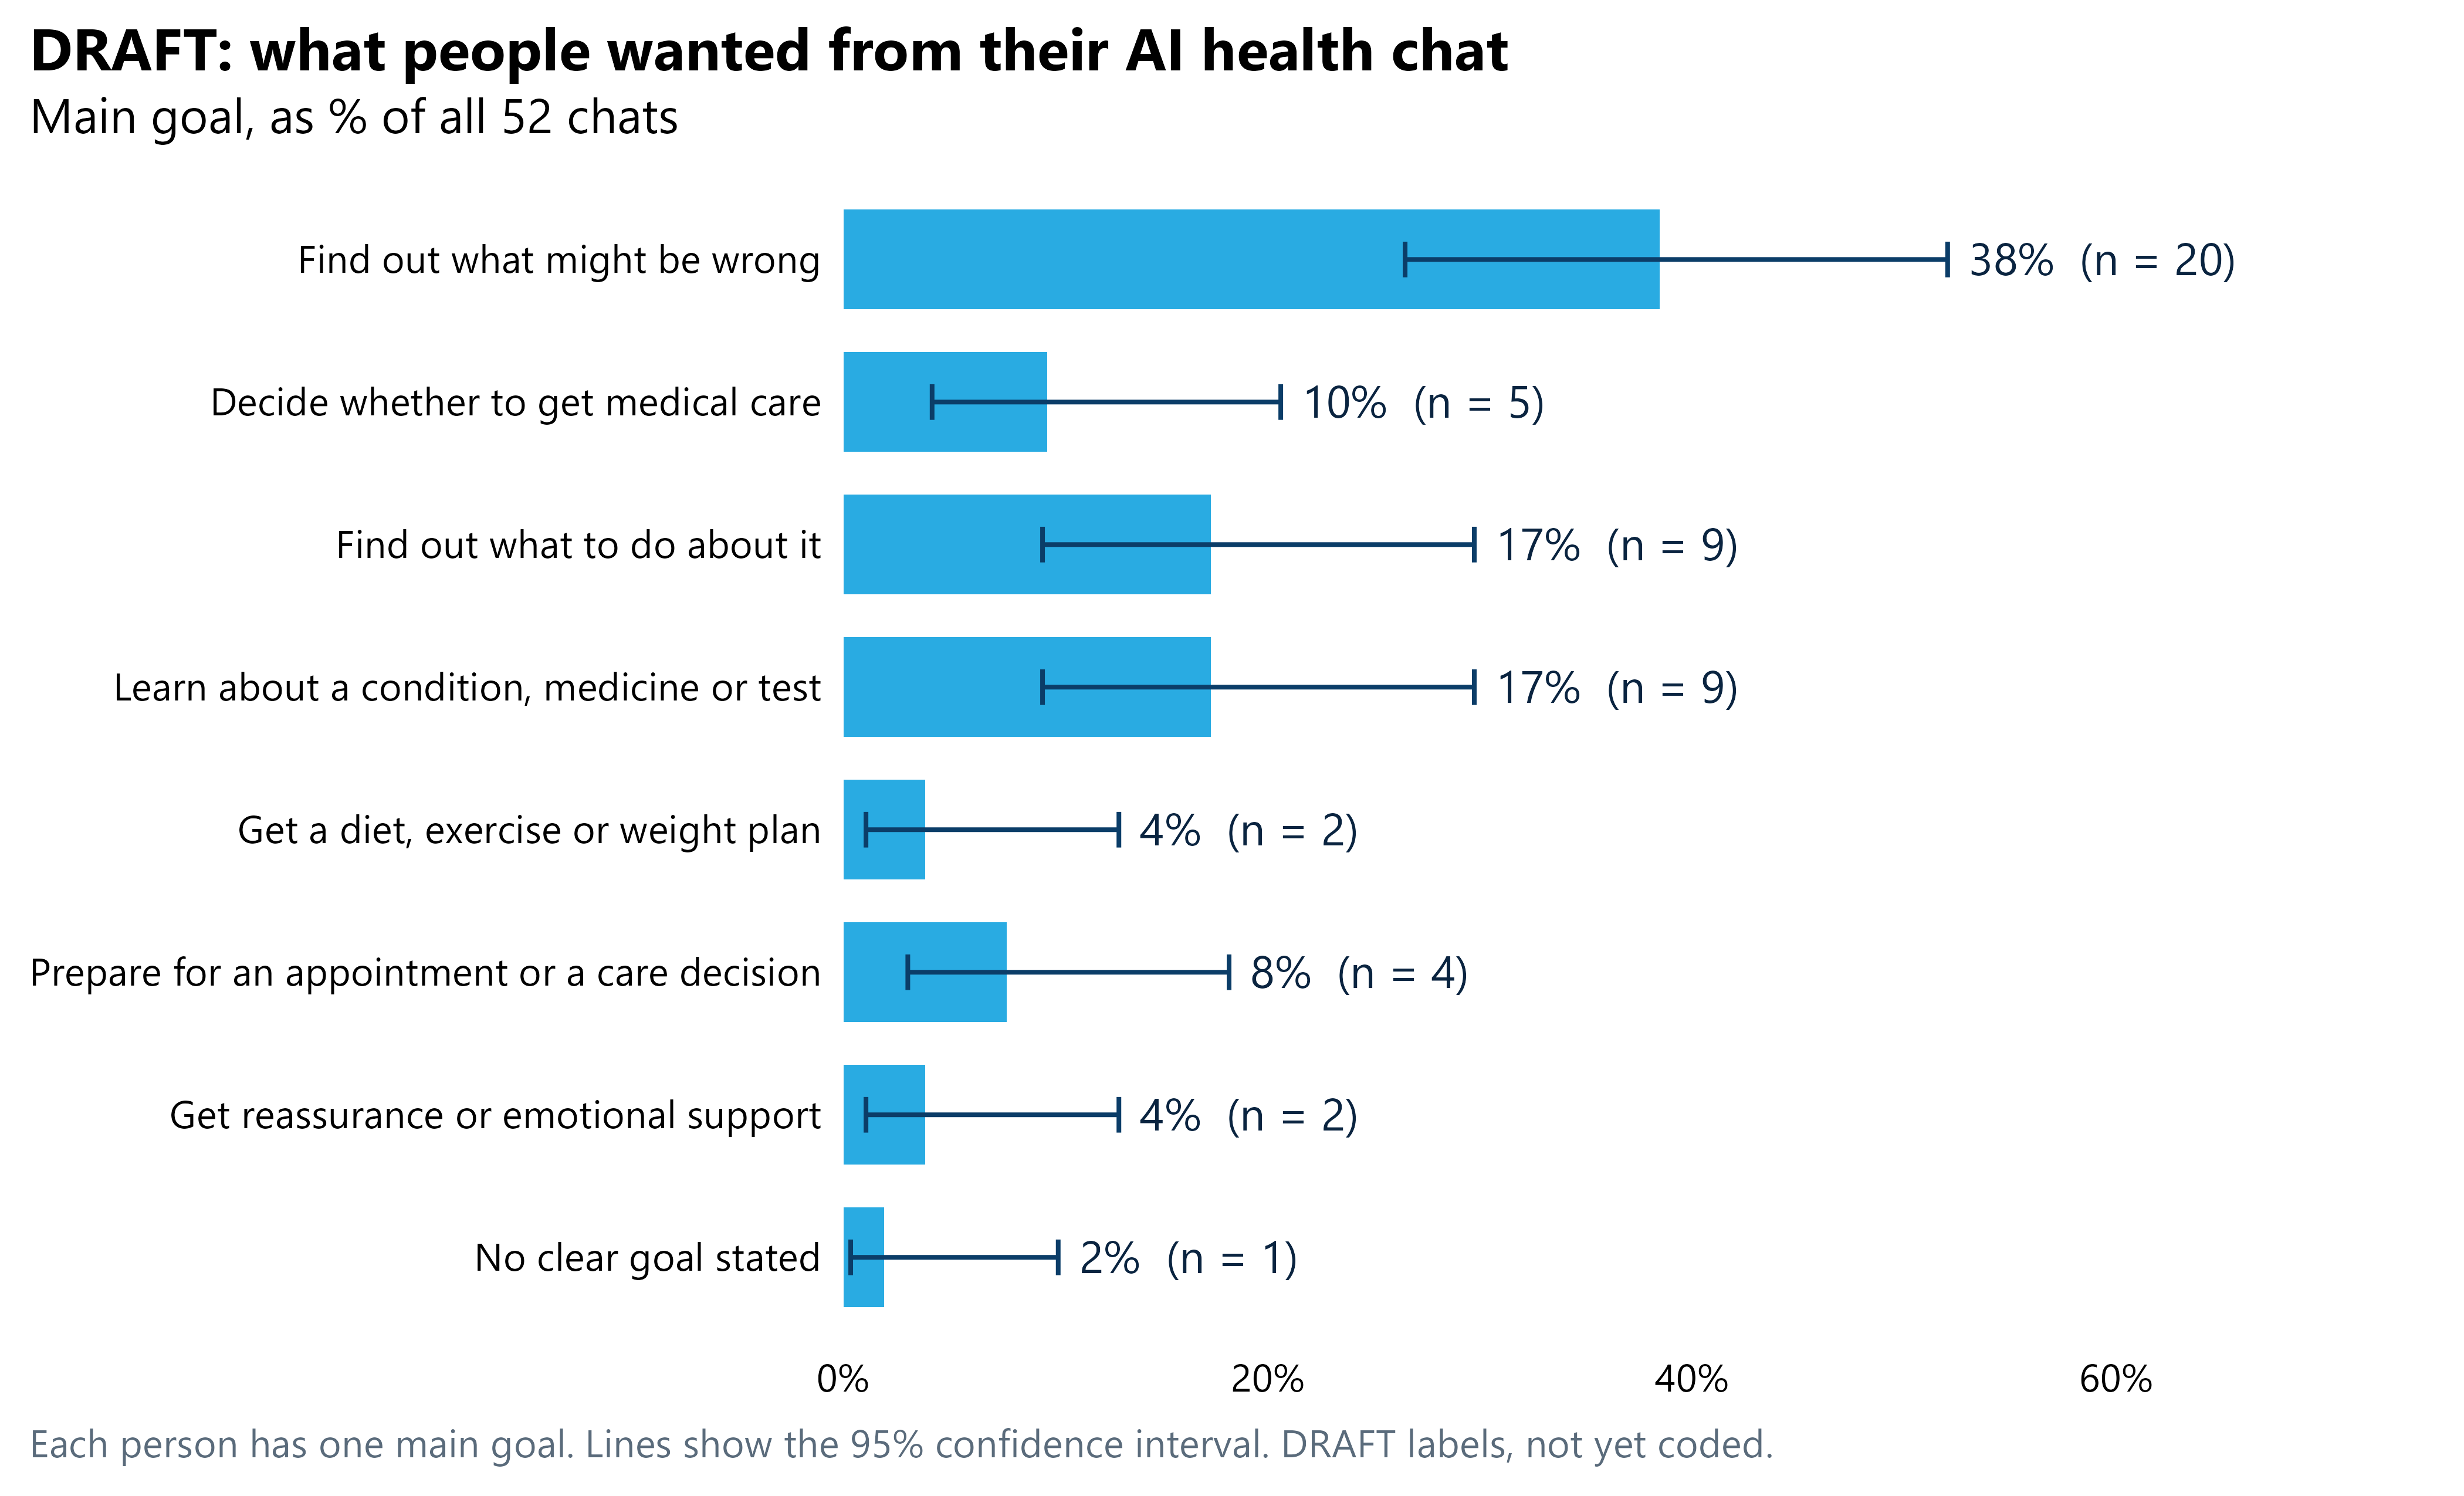 DRAFT: what people wanted from their AI health chat
Main goal, as % of all 52 chats
Find out what might be wrong
38% (n = 20)
Decide whether to get medical care
10% (n = 5)
Find out what to do about it
17% (n = 9)
Learn about a condition, medicine or test
17% (n = 9)
Get a diet, exercise or weight plan
4% (n = 2)
Prepare for an appointment or a care decision
8% (n = 4)
Get reassurance or emotional support
4% (n = 2)
No clear goal stated
2% (n = 1)
0% 20% 40% 60%
Each person has one main goal. Lines show the 95% confidence interval. DRAFT labels, not yet coded.